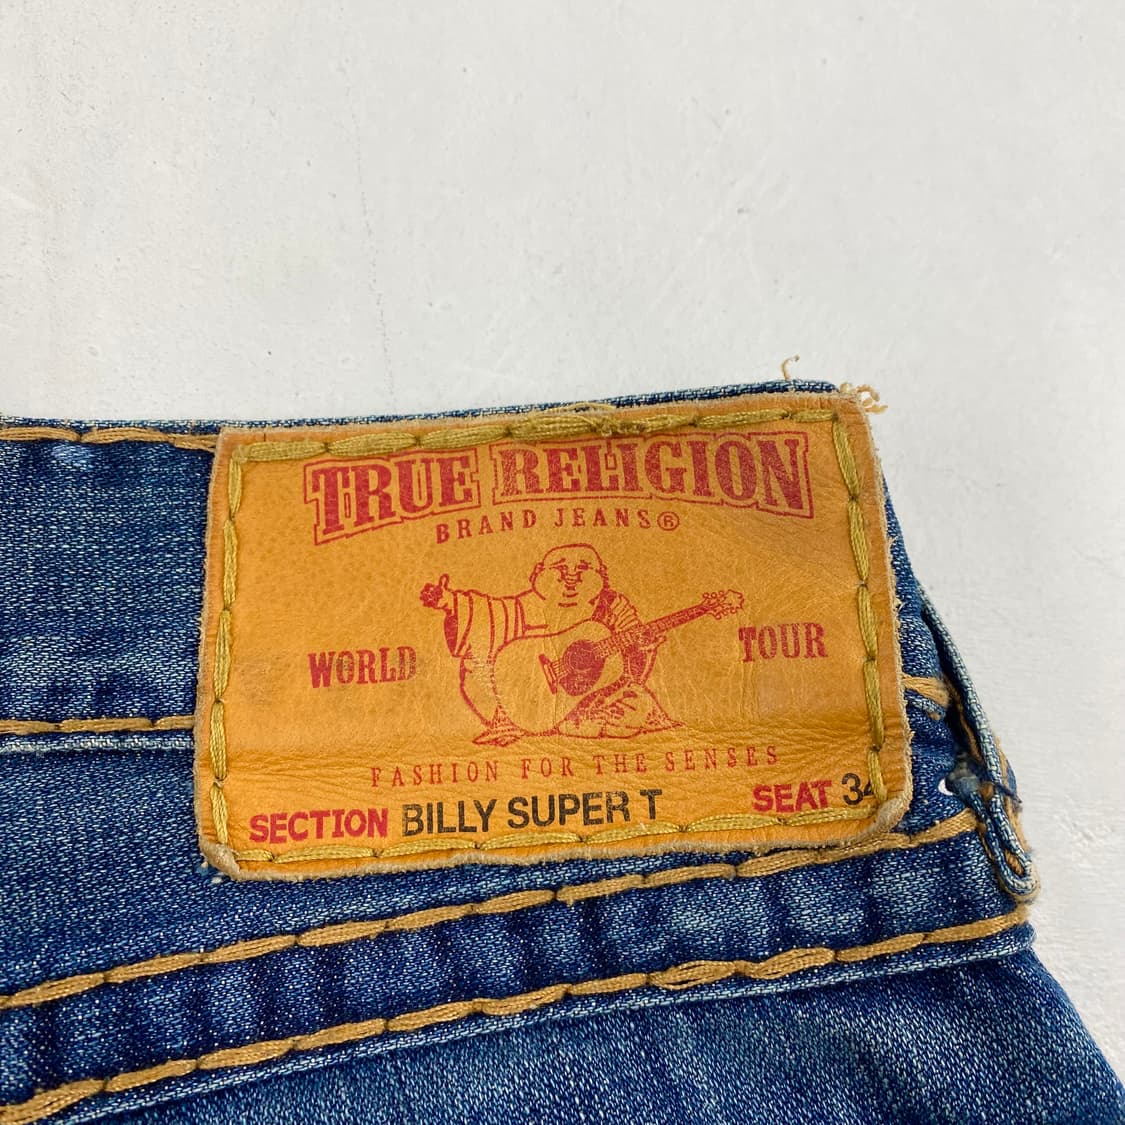 TRUE RELIGION
BRAND JEANS®
WORLD TOUR
FASHION FOR THE SENSES
SECTION BILLY SUPER T SEAT 34